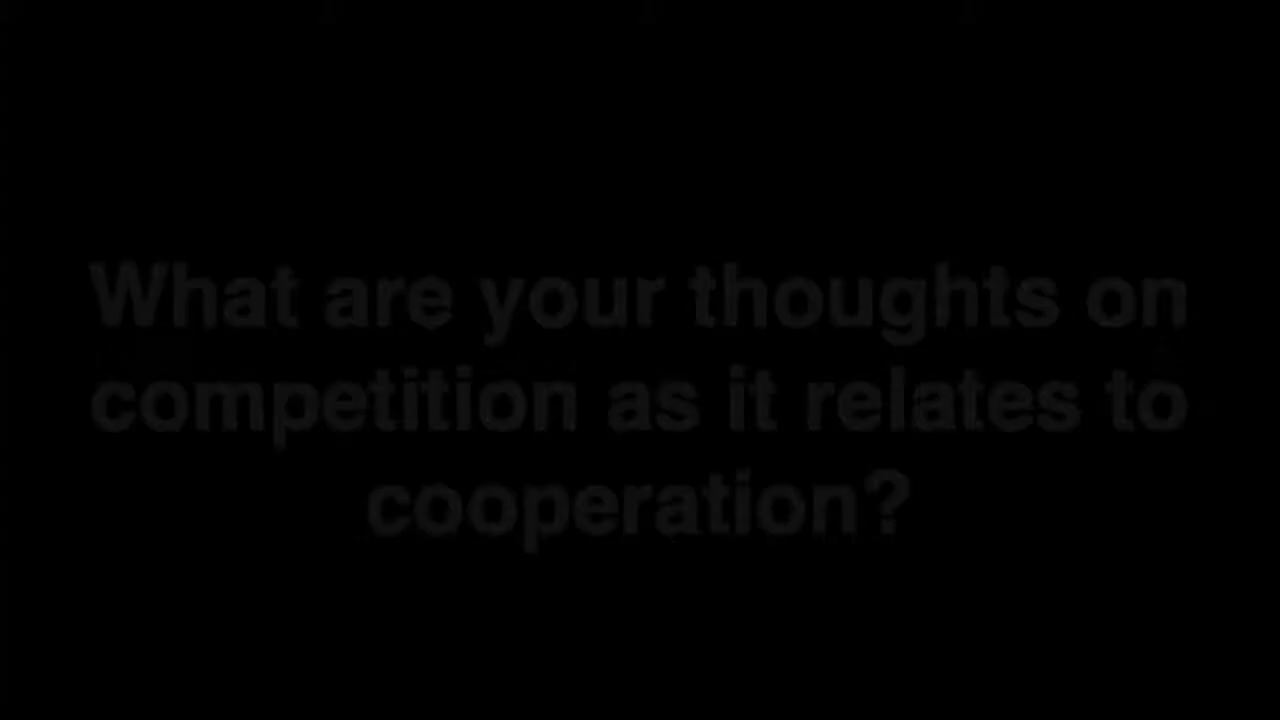 What are your thoughts on
competition as it relates to
cooperation?